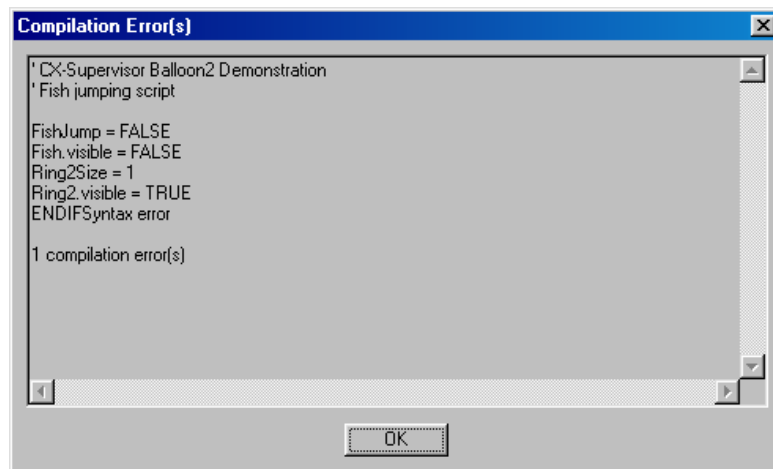 Compilation Error(s)
' CX-Supervisor Balloon2 Demonstration
' Fish jumping script
FishJump = FALSE
Fish.visible = FALSE
Ring2Size = 1
Ring2.visible = TRUE
ENDIFSyntax error
1 compilation error(s)
OK